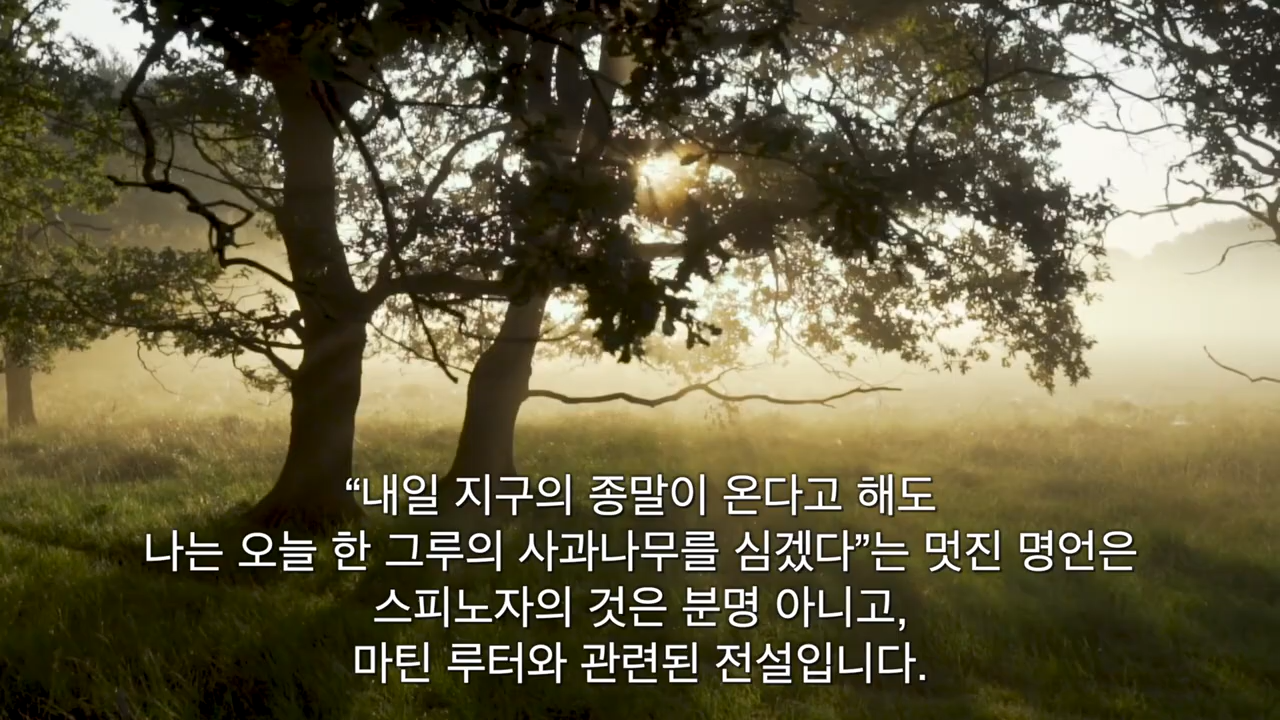 “내일 지구의 종말이 온다고 해도
나는 오늘 한 그루의 사과나무를 심겠다”는 멋진 명언은
스피노자의 것은 분명 아니고,
마틴 루터와 관련된 전설입니다.